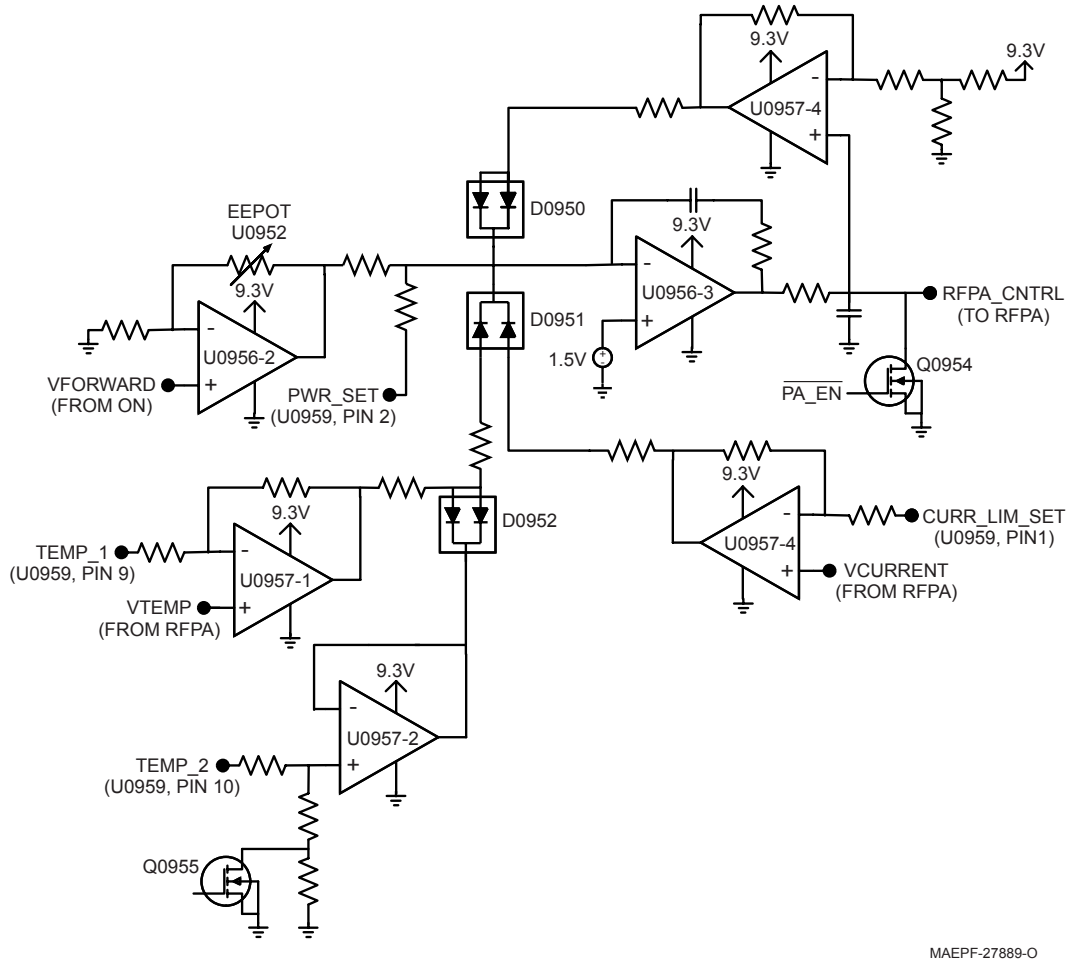 9.3V
9.3V
-
U0957-4
+
D0950
EEPOT
U0952
9.3V
-
U0956-2
+
VFORWARD
(FROM ON)
PWR_SET
(U0959, PIN 2)
9.3V
-
U0956-3
+
1.5V
+
-
RFPA_CNTRL
(TO RFPA)
D0951
Q0954
PA_EN
9.3V
-
U0957-4
+
CURR_LIM_SET
(U0959, PIN1)
VCURRENT
(FROM RFPA)
D0952
9.3V
TEMP_1
(U0959, PIN 9)
-
U0957-1
+
VTEMP
(FROM RFPA)
9.3V
-
U0957-2
+
TEMP_2
(U0959, PIN 10)
Q0955
MAEPF-27889-O